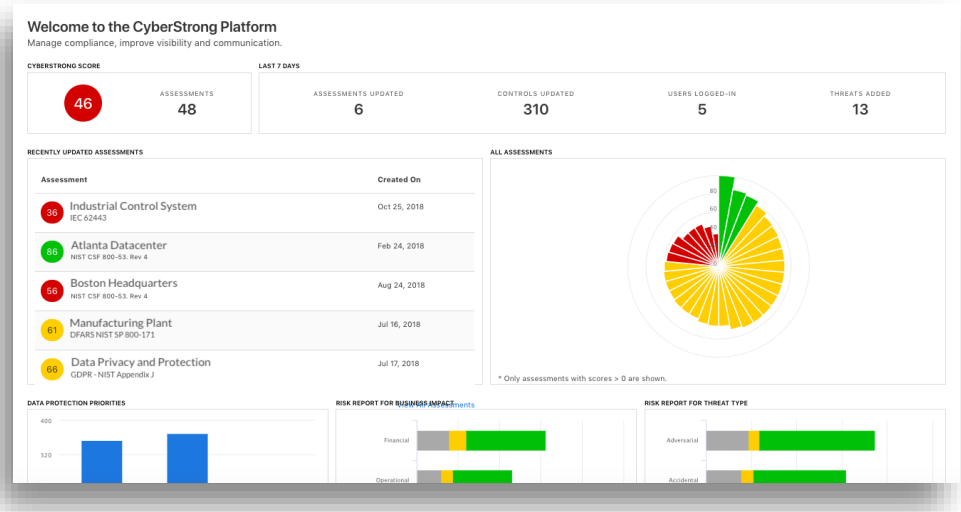 Welcome to the CyberStrong Platform
Manage compliance, improve visibility and communication.
CYBERSTRONG SCORE
LAST 7 DAYS
46
ASSESSMENTS
48
ASSESSMENTS UPDATED
6
CONTROLS UPDATED
310
USERS LOGGED-IN
5
THREATS ADDED
13
RECENTLY UPDATED ASSESSMENTS
Assessment Created On
36 Industrial Control System Oct 25, 2018
IEC 62443
86 Atlanta Datacenter Feb 24, 2018
NIST CSF 800-53. Rev 4
56 Boston Headquarters Aug 24, 2018
NIST CSF 800-53. Rev 4
61 Manufacturing Plant Jul 16, 2018
DFARS NIST SP 800-171
66 Data Privacy and Protection Jul 17, 2018
GDPR - NIST Appendix J
View All Assessments
ALL ASSESSMENTS
80
60
0
* Only assessments with scores > 0 are shown.
DATA PROTECTION PRIORITIES
400
320
RISK REPORT FOR BUSINESS IMPACT
Financial
Operational
RISK REPORT FOR THREAT TYPE
Adversarial
Accidental